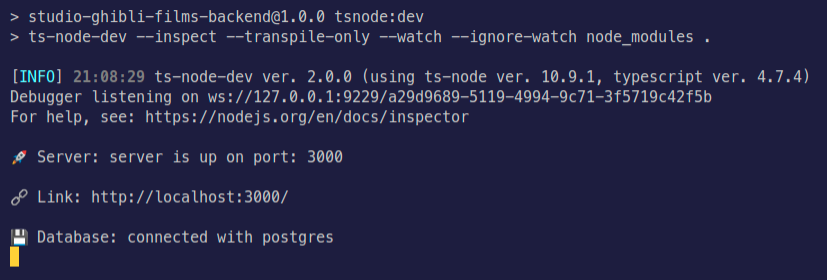 > studio-ghibli-films-backend@1.0.0 tsnode:dev
> ts-node-dev --inspect --transpile-only --watch --ignore-watch node_modules .
[INFO] 21:08:29 ts-node-dev ver. 2.0.0 (using ts-node ver. 10.9.1, typescript ver. 4.7.4)
Debugger listening on ws://127.0.0.1:9229/a29d9689-5119-4994-9c71-3f5719c42f5b
For help, see: https://nodejs.org/en/docs/inspector
🚀 Server: server is up on port: 3000
🔗 Link: http://localhost:3000/
💾 Database: connected with postgres